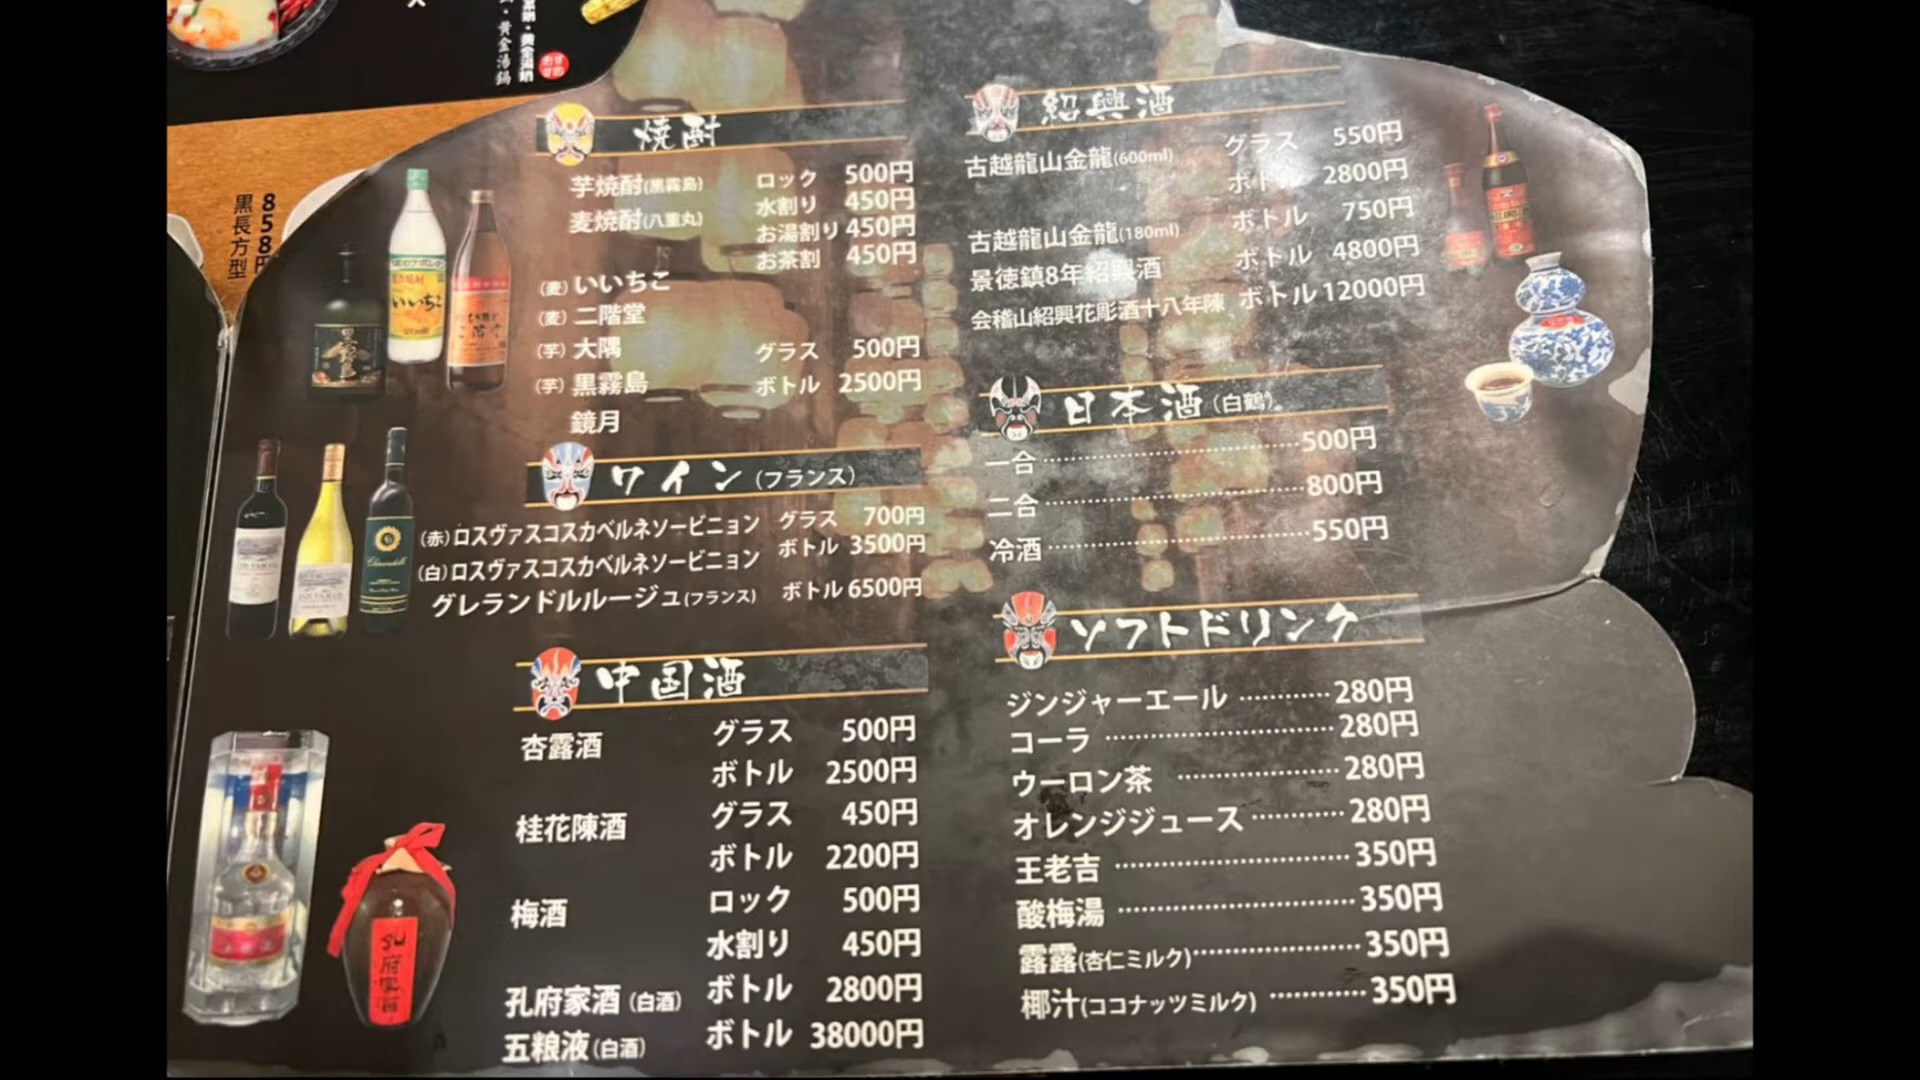 黒長方型
858円
焼酎
芋焼酎(黒霧島) ロック 500円
水割り 450円
麦焼酎(八重丸) お湯割り 450円
お茶割 450円
(麦) いいちこ
(麦) 二階堂
(芋) 大隅 グラス 500円
(芋) 黒霧島 ボトル 2500円
鏡月
ワイン(フランス)
(赤)ロスヴァスコスカベルネソービニョン グラス 700円
(白)ロスヴァスコスカベルネソービニョン ボトル 3500円
グレランドルルージュ(フランス) ボトル 6500円
中国酒
杏露酒 グラス 500円
ボトル 2500円
桂花陳酒 グラス 450円
ボトル 2200円
梅酒 ロック 500円
水割り 450円
孔府家酒(白酒) ボトル 2800円
五粮液(白酒) ボトル 38000円
紹興酒
古越龍山金龍(600ml) グラス 550円
ボトル 2800円
古越龍山金龍(180ml) ボトル 750円
景徳鎮8年紹興酒 ボトル 4800円
会稽山紹興花彫酒十八年陳 ボトル 12000円
日本酒(白鶴)
一合 500円
二合 800円
冷酒 550円
ソフトドリンク
ジンジャーエール 280円
コーラ 280円
ウーロン茶 280円
オレンジジュース 280円
王老吉 350円
酸梅湯 350円
露露(杏仁ミルク) 350円
椰汁(ココナッツミルク) 350円
いいちこ